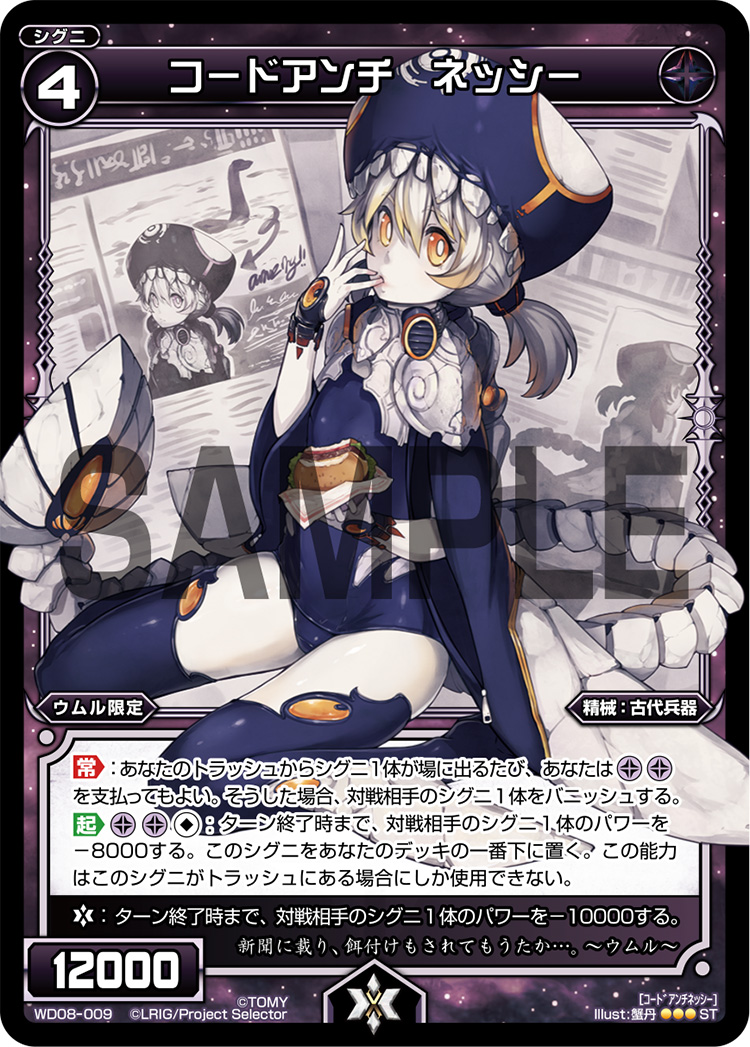 シグニ
4
コードアンチ　ネッシー
SAMPLE
ウムル限定
精械：古代兵器
常：あなたのトラッシュからシグニ1体が場に出るたび、あなたは
を支払ってもよい。そうした場合、対戦相手のシグニ1体をバニッシュする。
起：ターン終了時まで、対戦相手のシグニ1体のパワーを
－8000する。このシグニをあなたのデッキの一番下に置く。この能力
はこのシグニがトラッシュにある場合にしか使用できない。
：ターン終了時まで、対戦相手のシグニ1体のパワーを－10000する。
新聞に載り、餌付けもされてもうたか…。～ウムル～
12000
WD08-009
©TOMY
©LRIG/Project Selector
[コードアンチネッシー]
Illust:蟹丹
ST